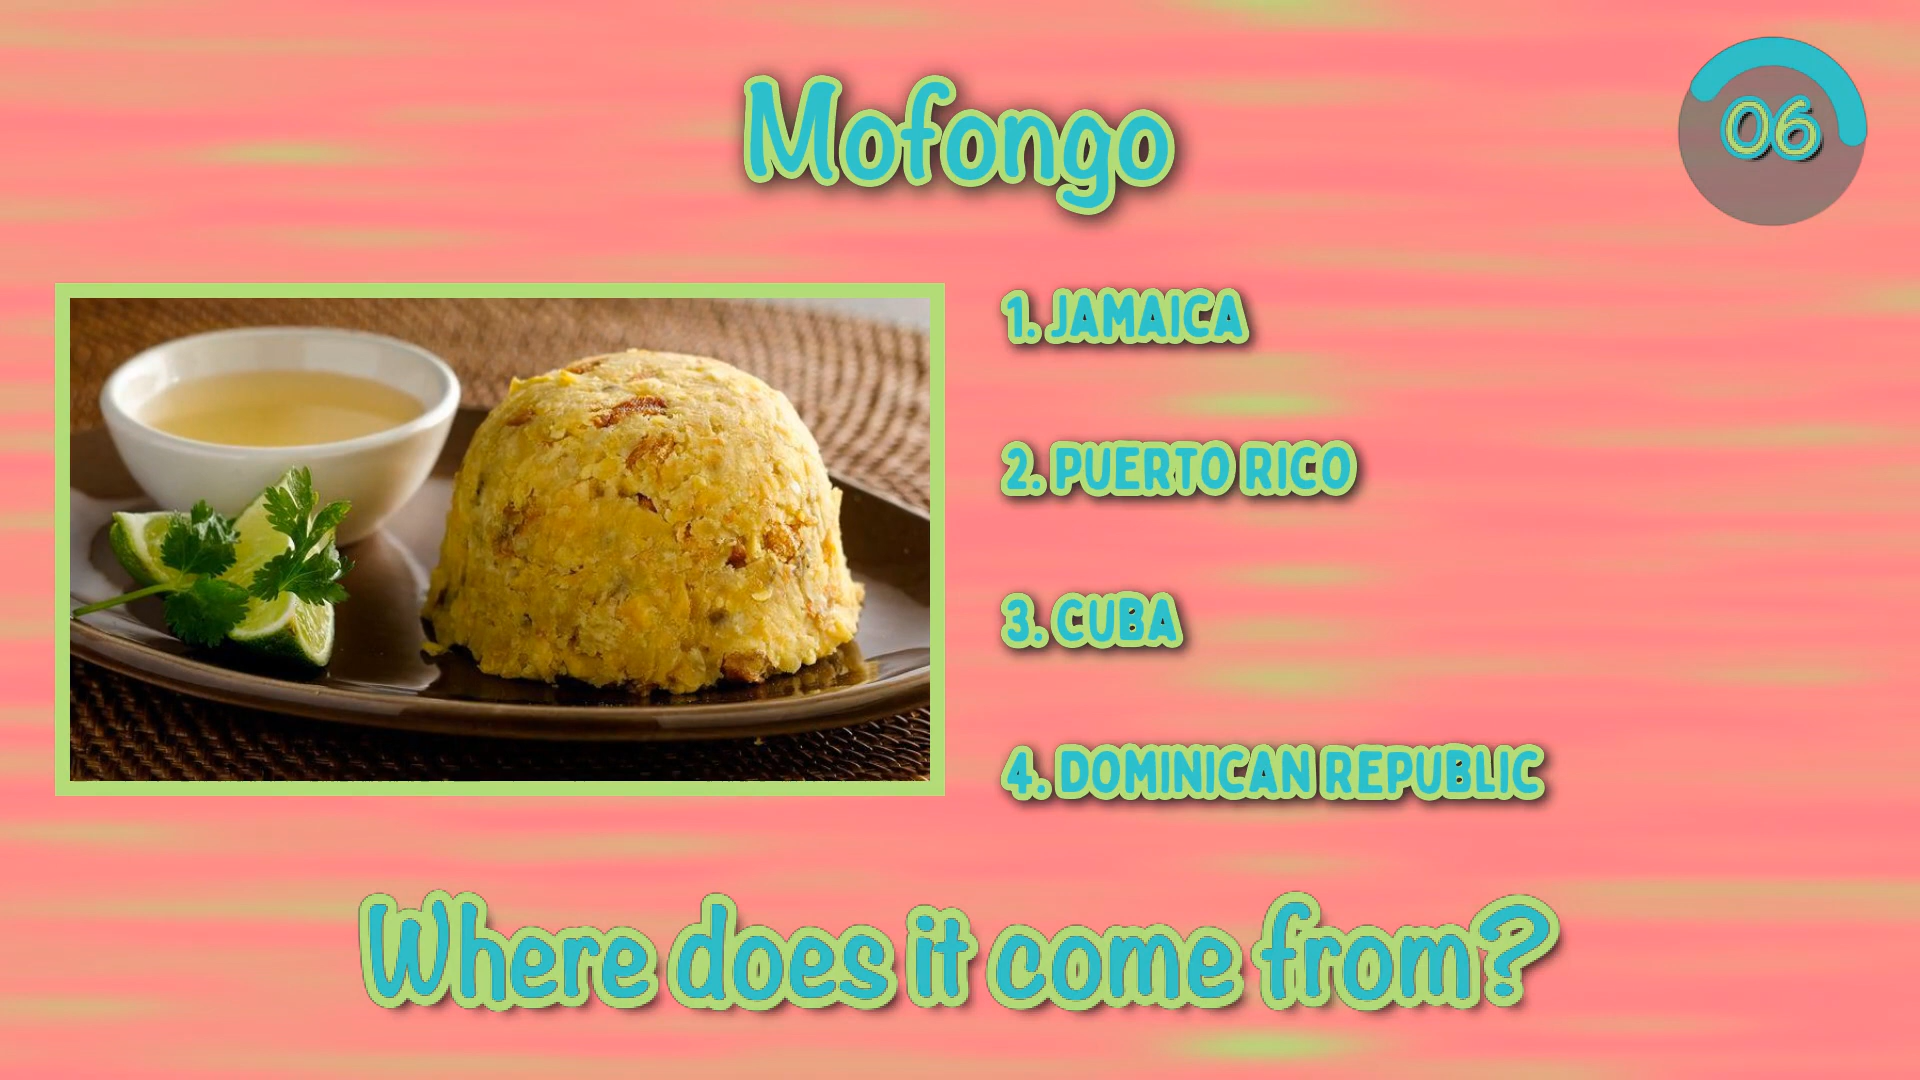 Mofongo
06
1. JAMAICA
2. PUERTO RICO
3. CUBA
4. DOMINICAN REPUBLIC
Where does it come from?